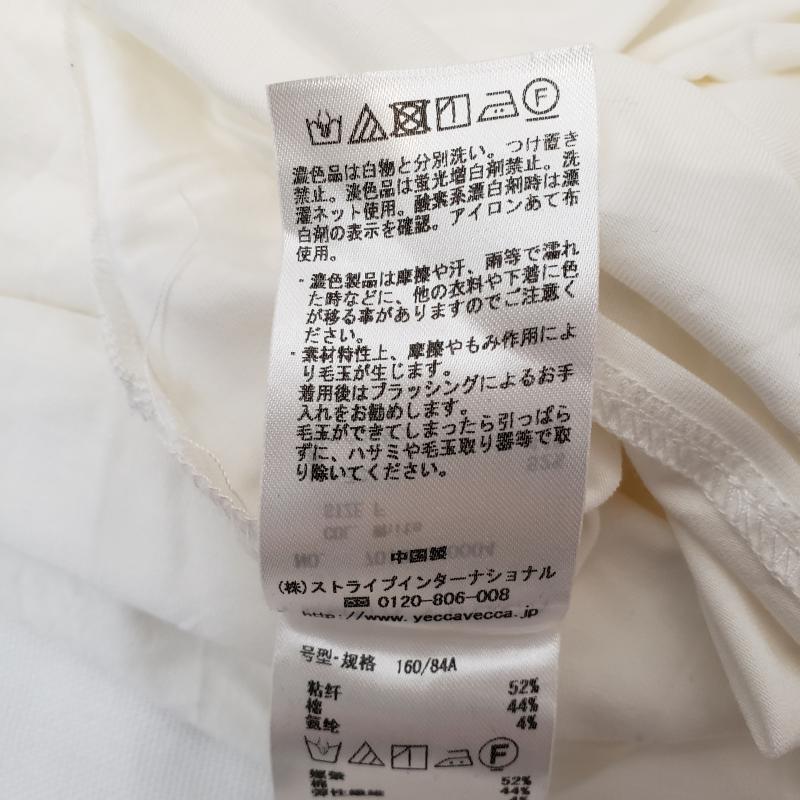 F
濃色品は白物と分別洗い。つけ置き
禁止。淡色品は蛍光増白剤禁止。洗
濯ネット使用。酸素系漂白剤時は漂
白剤の表示を確認。アイロンあて布
使用。
・濃色製品は摩擦や汗、雨等で濡れ
た時などに、他の衣料や下着に色
が移る事がありますのでご注意く
ださい。
・素材特性上、摩擦やもみ作用によ
り毛玉が生じます。
着用後はブラッシングによるお手
入れをお勧めします。
毛玉ができてしまったら引っぱら
ずに、ハサミや毛玉取り器等で取
り除いてください。
SIZE F
COL. White
中国製
(株)ストライプインターナショナル
0120-806-008
http://www.yeccavecca.jp
号型·规格 160/84A
粘纤 52%
棉 44%
氨纶 4%
F
52%
棉 44%
弹性纖維